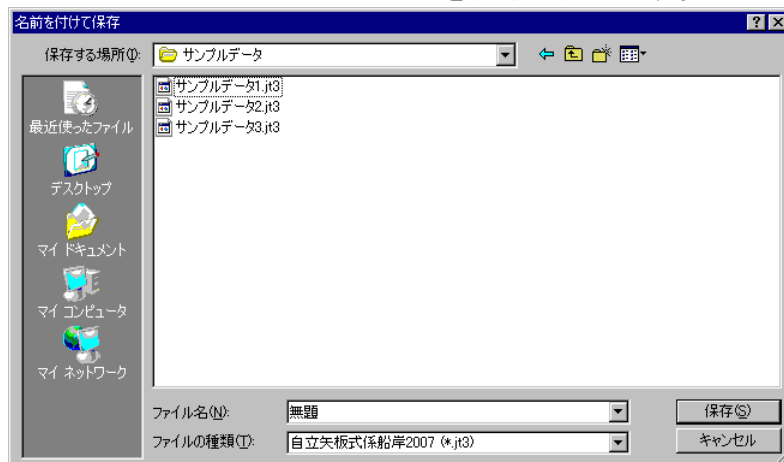 名前を付けて保存
保存する場所(I):
サンプルデータ
最近使ったファイル
デスクトップ
マイ ドキュメント
マイ コンピュータ
マイ ネットワーク
サンプルデータ1.jt3
サンプルデータ2.jt3
サンプルデータ3.jt3
ファイル名(N):
無題
保存(S)
ファイルの種類(T):
自立矢板式係船岸2007 (*.jt3)
キャンセル